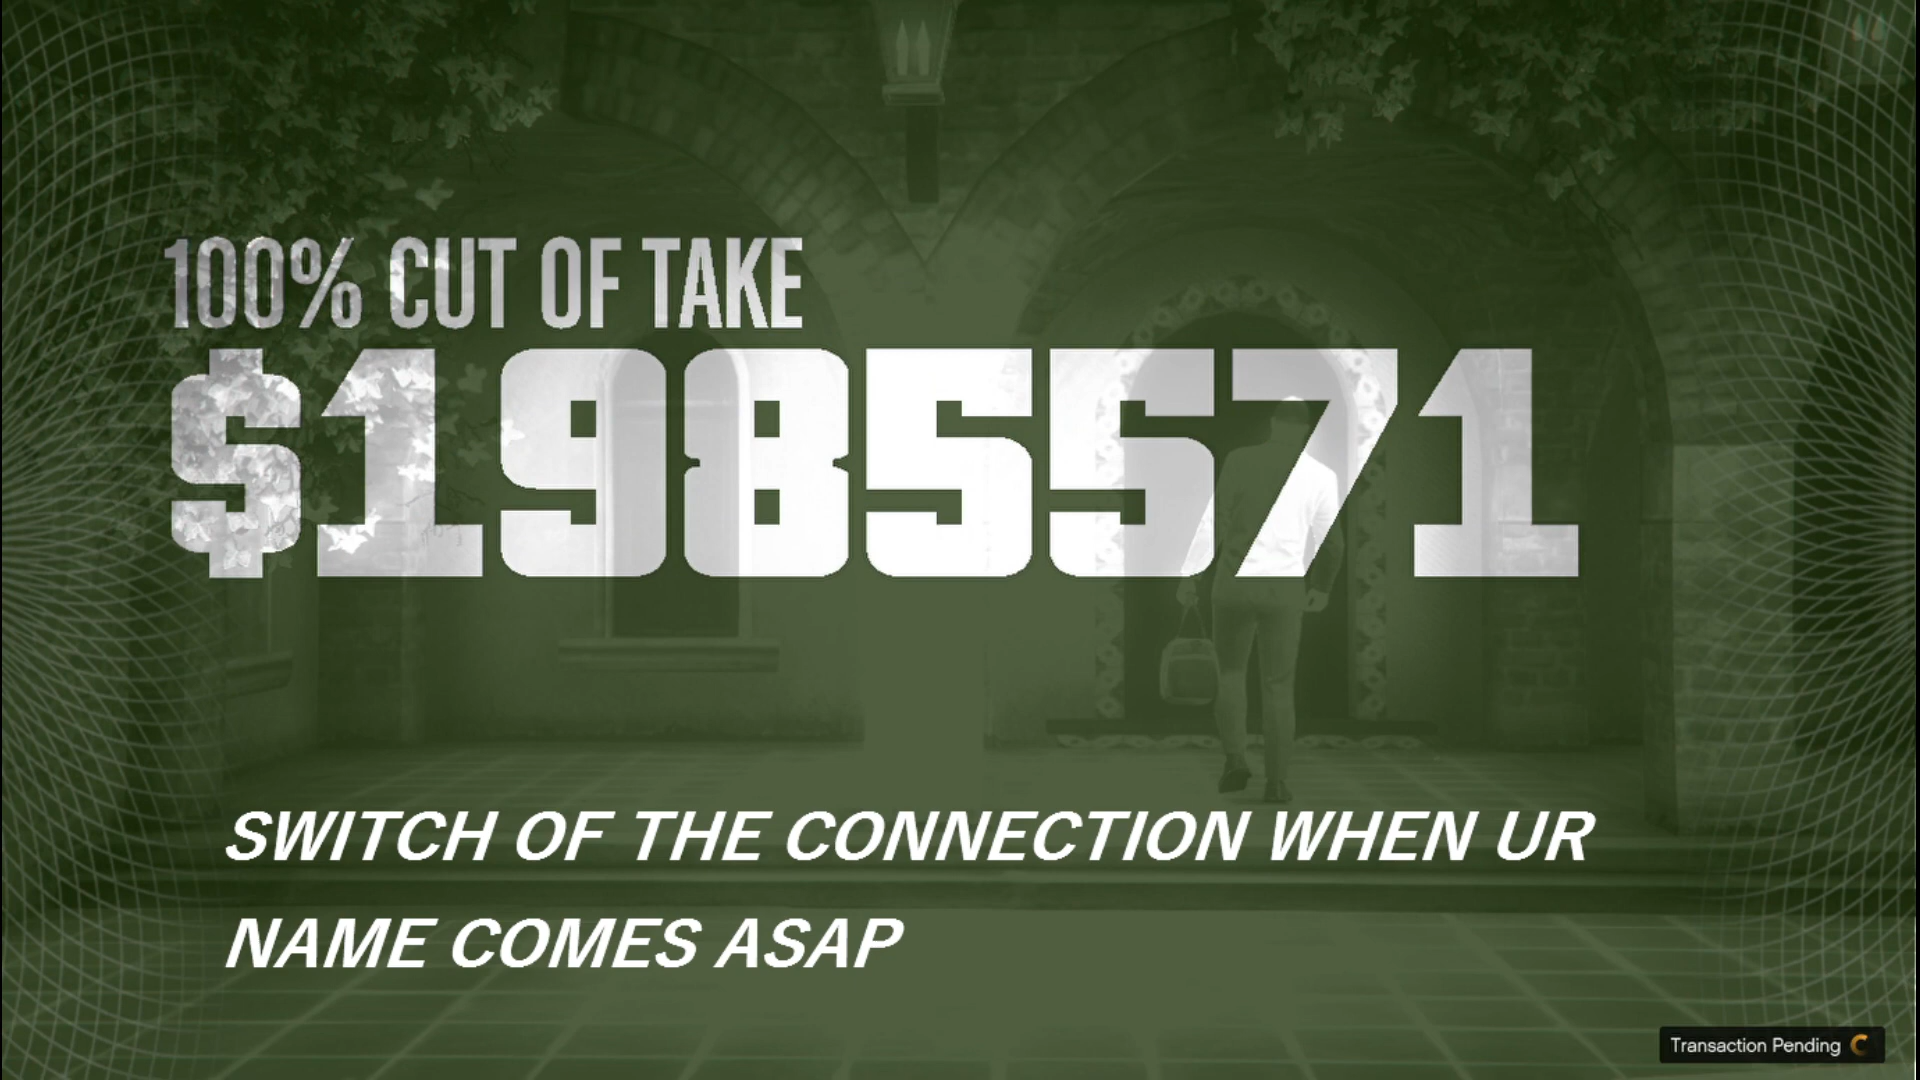 100% CUT OF TAKE
$1985571
SWITCH OF THE CONNECTION WHEN UR
NAME COMES ASAP
Transaction Pending